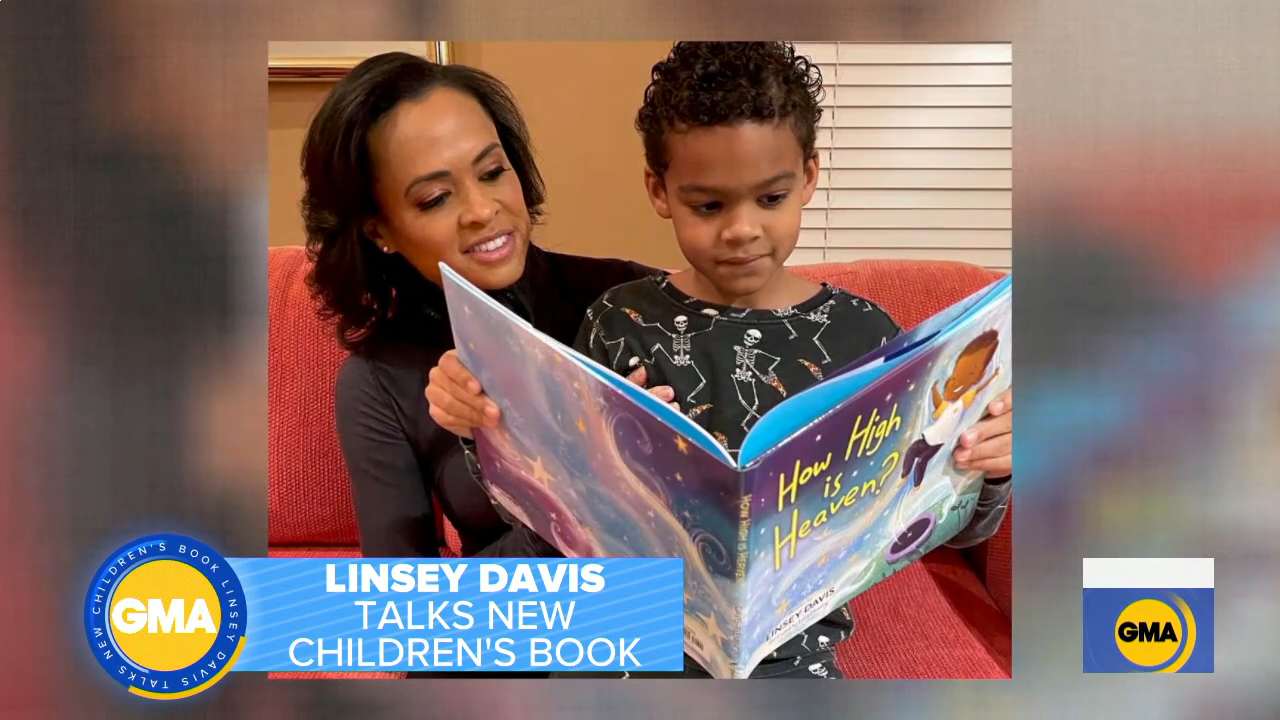 How High
is
Heaven?
HOW HIGH IS HEAVEN?
LINSEY DAVIS
CHILDREN'S BOOK LINSEY DAVIS TALKS NEW
GMA
LINSEY DAVIS
TALKS NEW
CHILDREN'S BOOK
GMA